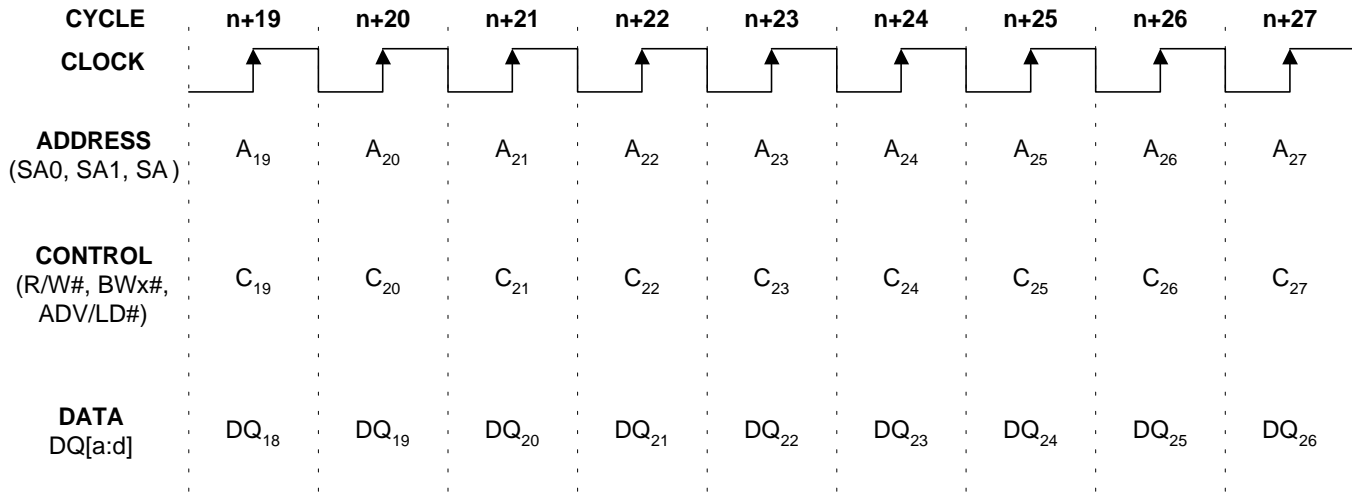 CYCLE n+19 n+20 n+21 n+22 n+23 n+24 n+25 n+26 n+27
CLOCK
ADDRESS
(SA0, SA1, SA ) A19 A20 A21 A22 A23 A24 A25 A26 A27
CONTROL
(R/W#, BWx#,
ADV/LD#) C19 C20 C21 C22 C23 C24 C25 C26 C27
DATA
DQ[a:d] DQ18 DQ19 DQ20 DQ21 DQ22 DQ23 DQ24 DQ25 DQ26